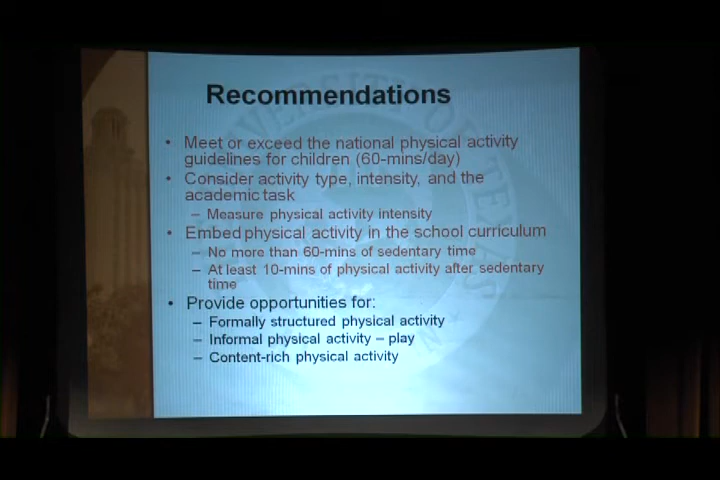 Recommendations
• Meet or exceed the national physical activity
guidelines for children (60-mins/day)
• Consider activity type, intensity, and the
academic task
– Measure physical activity intensity
• Embed physical activity in the school curriculum
– No more than 60-mins of sedentary time
– At least 10-mins of physical activity after sedentary
time
• Provide opportunities for:
– Formally structured physical activity
– Informal physical activity – play
– Content-rich physical activity